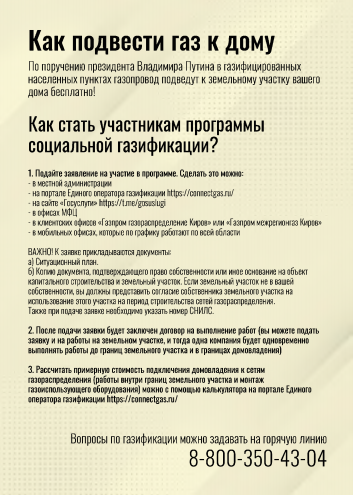 Как подвести газ к дому
По поручению президента Владимира Путина в газифицированных
населенных пунктах газопровод подведут к земельному участку вашего
дома бесплатно!
Как стать участникам программы
социальной газификации?
1. Подайте заявление на участие в программе. Сделать это можно:
- в местной администрации
- на портале Единого оператора газификации https://connectgas.ru/
- на сайте «Госуслуги» https://t.me/gosuslugi
- в офисах МФЦ
- в клиентских офисов «Газпром газораспределение Киров» или «Газпром межрегионгаз Киров»
- в мобильных офисах, которые по графику работают по всей области
ВАЖНО! К заявке прикладываются документы:
а) Ситуационный план.
б) Копию документа, подтверждающего право собственности или иное основание на объект
капитального строительства и земельный участок. Если земельный участок не в вашей
собственности, вы должны представить согласие собственника земельного участка на
использование этого участка на период строительства сетей газораспределения.
Также при подаче заявке необходимо указать номер СНИЛС.
2. После подачи заявки будет заключен договор на выполнение работ (вы можете подать
заявку и на работы на земельном участке, и тогда одна компания будет одновременно
выполнять работы до границ земельного участка и в границах домовладения)
3. Рассчитать примерную стоимость подключения домовладения к сетям
газораспределения (работы внутри границ земельного участка и монтаж
газоиспользующего оборудования) можно с помощью калькулятора на портале Единого
оператора газификации https://connectgas.ru/
Вопросы по газификации можно задавать на горячую линию
8-800-350-43-04